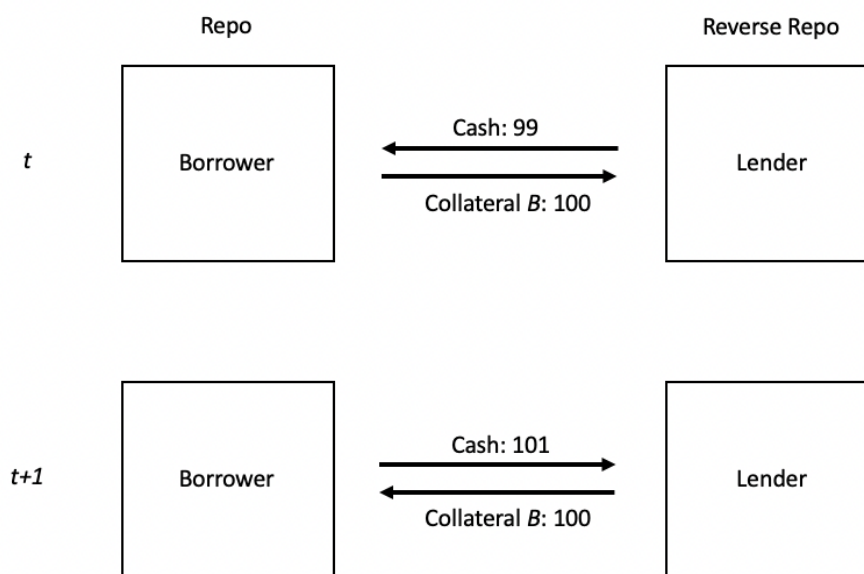 Repo
Reverse Repo
t
Borrower
Cash: 99
Collateral B: 100
Lender
t+1
Borrower
Cash: 101
Collateral B: 100
Lender